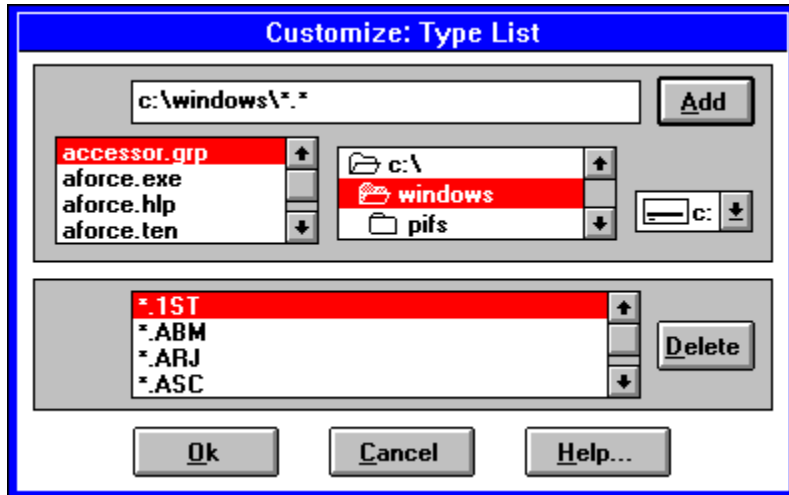 Customize: Type List
c:\windows\*.*
Add
accessor.grp
aforce.exe
aforce.hlp
aforce.ten
c:\
windows
pifs
c:
*.1ST
*.ABM
*.ARJ
*.ASC
Delete
Ok
Cancel
Help...